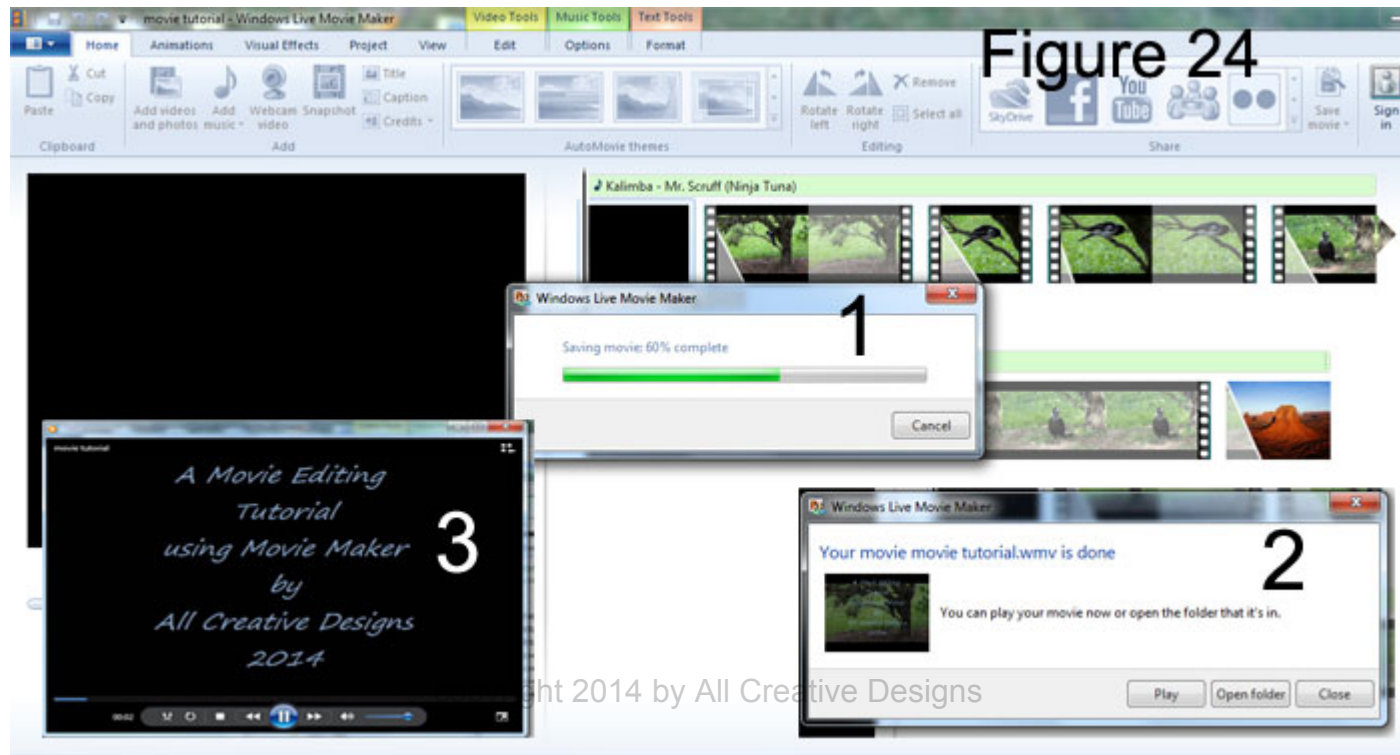 movie tutorial - Windows Live Movie Maker
Video Tools
Music Tools
Text Tools
Home
Animations
Visual Effects
Project
View
Edit
Options
Format
Figure 24
Paste
Cut
Copy
Clipboard
Add videos
and photos
Add
music
Webcam
video
Snapshot
Title
Caption
Credits
Add
AutoMovie themes
Rotate
left
Rotate
right
Remove
Select all
Editing
SkyDrive
f
You
Tube
Share
Save
movie
Sign
in
Kalimba - Mr. Scruff (Ninja Tuna)
Windows Live Movie Maker
1
Saving movie: 60% complete
Cancel
movie tutorial
A Movie Editing
Tutorial
using Movie Maker
by
All Creative Designs
2014
3
00:02
Windows Live Movie Maker
2
Your movie movie tutorial.wmv is done
You can play your movie now or open the folder that it's in.
Play
Open folder
Close
ht 2014 by All Creative Designs